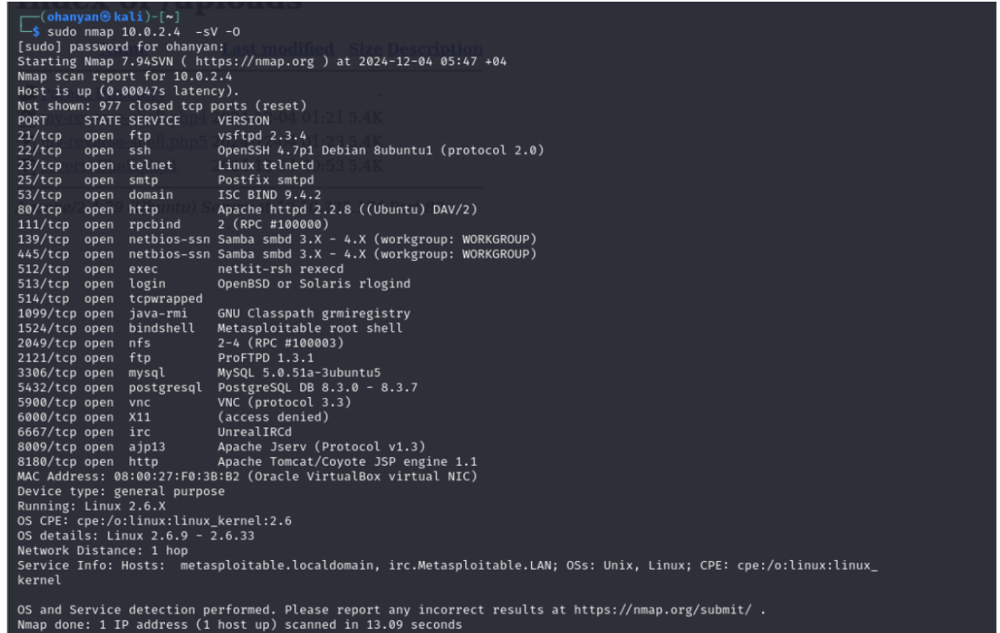 Index of /uploads
┌──(ohanyan㉿kali)-[~]
└─$ sudo nmap 10.0.2.4  -sV -O
[sudo] password for ohanyan:
Last modified Size Description
Starting Nmap 7.94SVN ( https://nmap.org ) at 2024-12-04 05:47 +04
Nmap scan report for 10.0.2.4
Host is up (0.00047s latency).
Not shown: 977 closed tcp ports (reset)
PORT     STATE SERVICE     VERSION
01:21 5.4K
21/tcp   open  ftp         vsftpd 2.3.4
01:23 5.4K
22/tcp   open  ssh         OpenSSH 4.7p1 Debian 8ubuntu1 (protocol 2.0)
23/tcp   open  telnet      Linux telnetd
5.4K
25/tcp   open  smtp        Postfix smtpd
53/tcp   open  domain      ISC BIND 9.4.2
80/tcp   open  http        Apache httpd 2.2.8 ((Ubuntu) DAV/2)
111/tcp  open  rpcbind     2 (RPC #100000)
139/tcp  open  netbios-ssn Samba smbd 3.X - 4.X (workgroup: WORKGROUP)
445/tcp  open  netbios-ssn Samba smbd 3.X - 4.X (workgroup: WORKGROUP)
512/tcp  open  exec        netkit-rsh rexecd
513/tcp  open  login       OpenBSD or Solaris rlogind
514/tcp  open  tcpwrapped
1099/tcp open  java-rmi    GNU Classpath grmiregistry
1524/tcp open  bindshell   Metasploitable root shell
2049/tcp open  nfs         2-4 (RPC #100003)
2121/tcp open  ftp         ProFTPD 1.3.1
3306/tcp open  mysql       MySQL 5.0.51a-3ubuntu5
5432/tcp open  postgresql  PostgreSQL DB 8.3.0 - 8.3.7
5900/tcp open  vnc         VNC (protocol 3.3)
6000/tcp open  X11         (access denied)
6667/tcp open  irc         UnrealIRCd
8009/tcp open  ajp13       Apache Jserv (Protocol v1.3)
8180/tcp open  http        Apache Tomcat/Coyote JSP engine 1.1
MAC Address: 08:00:27:F0:3B:B2 (Oracle VirtualBox virtual NIC)
Device type: general purpose
Running: Linux 2.6.X
OS CPE: cpe:/o:linux:linux_kernel:2.6
OS details: Linux 2.6.9 - 2.6.33
Network Distance: 1 hop
Service Info: Hosts:  metasploitable.localdomain, irc.Metasploitable.LAN; OSs: Unix, Linux; CPE: cpe:/o:linux:linux_
kernel
OS and Service detection performed. Please report any incorrect results at https://nmap.org/submit/ .
Nmap done: 1 IP address (1 host up) scanned in 13.09 seconds